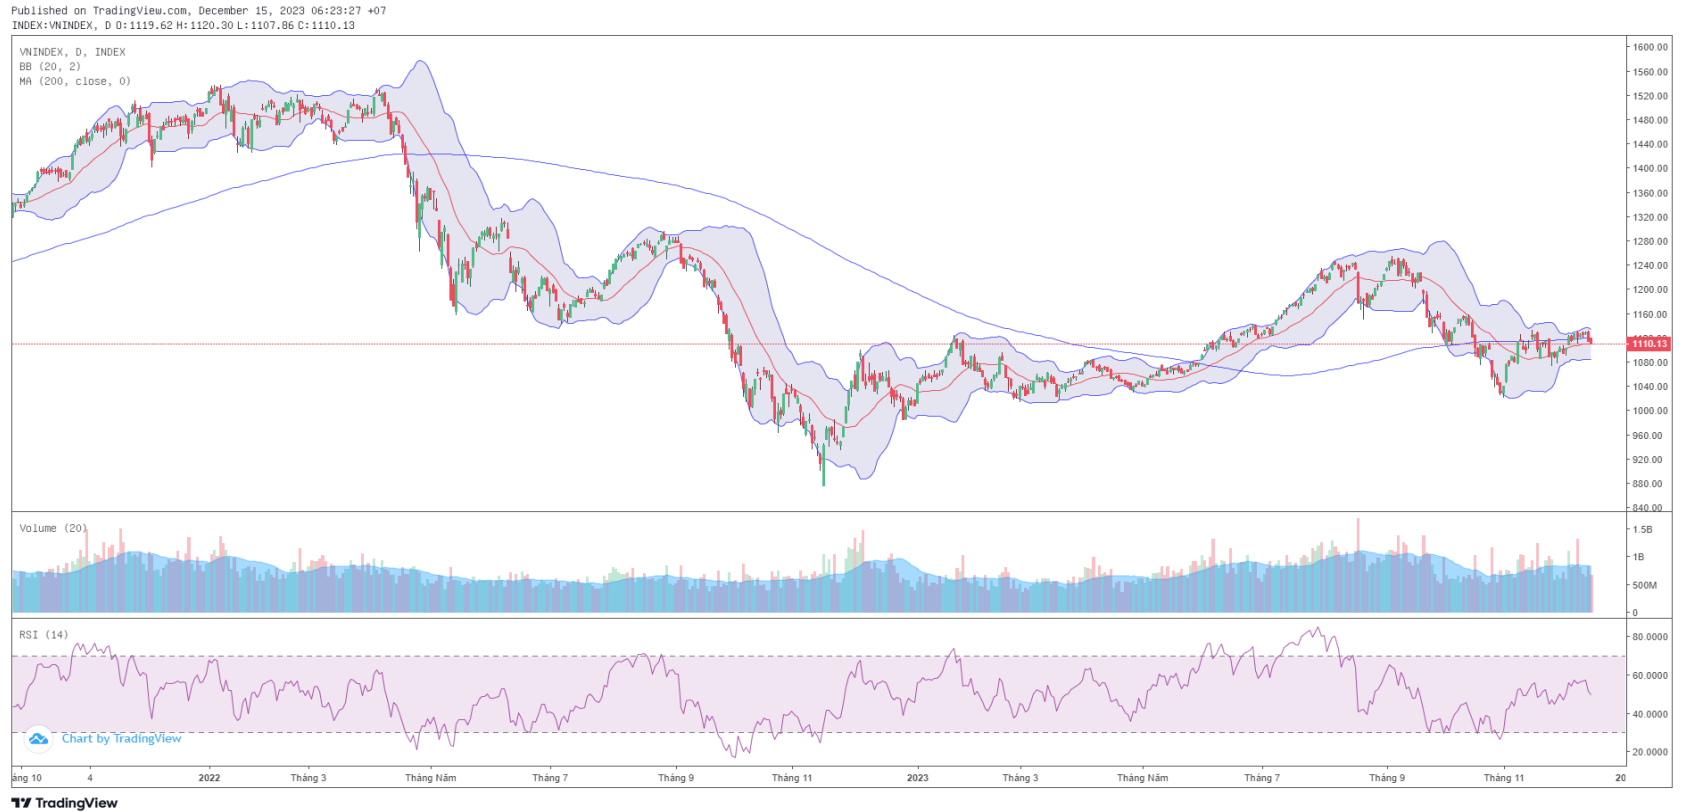 Published on TradingView.com, December 15, 2023 06:23:27 +07
INDEX:VNINDEX, D O:1119.62 H:1120.30 L:1107.86 C:1110.13
VNINDEX, D, INDEX
BB (20, 2)
MA (200, close, 0)
1600.00
1560.00
1520.00
1480.00
1440.00
1400.00
1360.00
1320.00
1280.00
1240.00
1200.00
1160.00
1110.13
1080.00
1040.00
1000.00
960.00
920.00
880.00
840.00
Volume (20)
1.5B
1B
500M
0
RSI (14)
80.0000
60.0000
40.0000
20.0000
Chart by TradingView
áng 10 4 2022 Tháng 3 Tháng Năm Tháng 7 Tháng 9 Tháng 11 2023 Tháng 3 Tháng Năm Tháng 7 Tháng 9 Tháng 11 20
TradingView